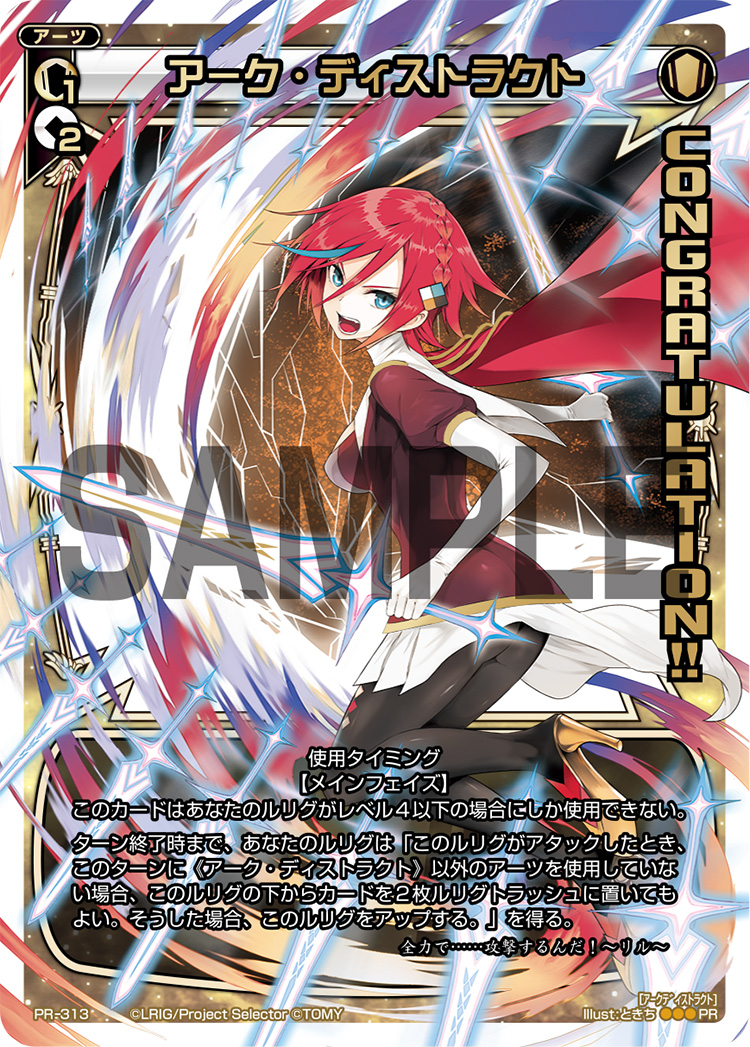 アーツ
アーク・ディストラクト
1
2
CONGRATULATION!!
SAMPLE
使用タイミング
【メインフェイズ】
このカードはあなたのルリグがレベル４以下の場合にしか使用できない。
ターン終了時まで、あなたのルリグは「このルリグがアタックしたとき、
このターンに《アーク・ディストラクト》以外のアーツを使用していな
い場合、このルリグの下からカードを２枚ルリグトラッシュに置いても
よい。そうした場合、このルリグをアップする。」を得る。
全力で……攻撃するんだ！～リル～
[アークディストラクト]
PR-313 ©LRIG/Project Selector ©TOMY Illust:ときち PR